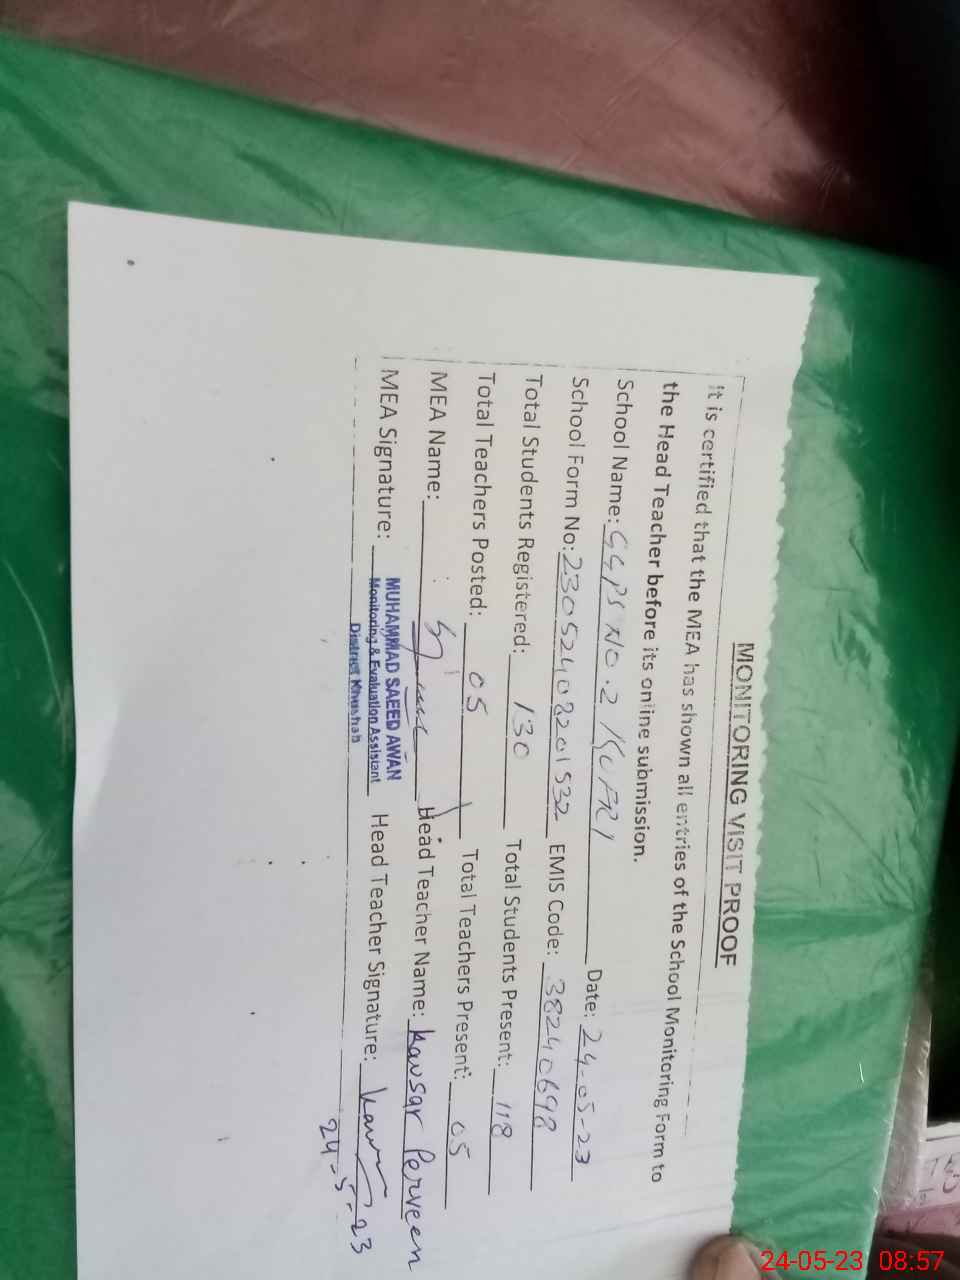 MONITORING VISIT PROOF
It is certified that the MEA has shown all entries of the School Monitoring Form to
the Head Teacher before its online submission.
School Name: GGPS NO.2 KUFRI Date: 24-05-23
School Form No: 23052408201532 EMIS Code: 38240698
Total Students Registered: 130 Total Students Present: 118
Total Teachers Posted: 05 Total Teachers Present: 05
MEA Name: Head Teacher Name: Kausar Perveen
MEA Signature: Head Teacher Signature:
MUHAMMAD SAEED AWAN
Monitoring & Evaluation Assistant
District Khushab
24-5-23
24-05-23 08:57